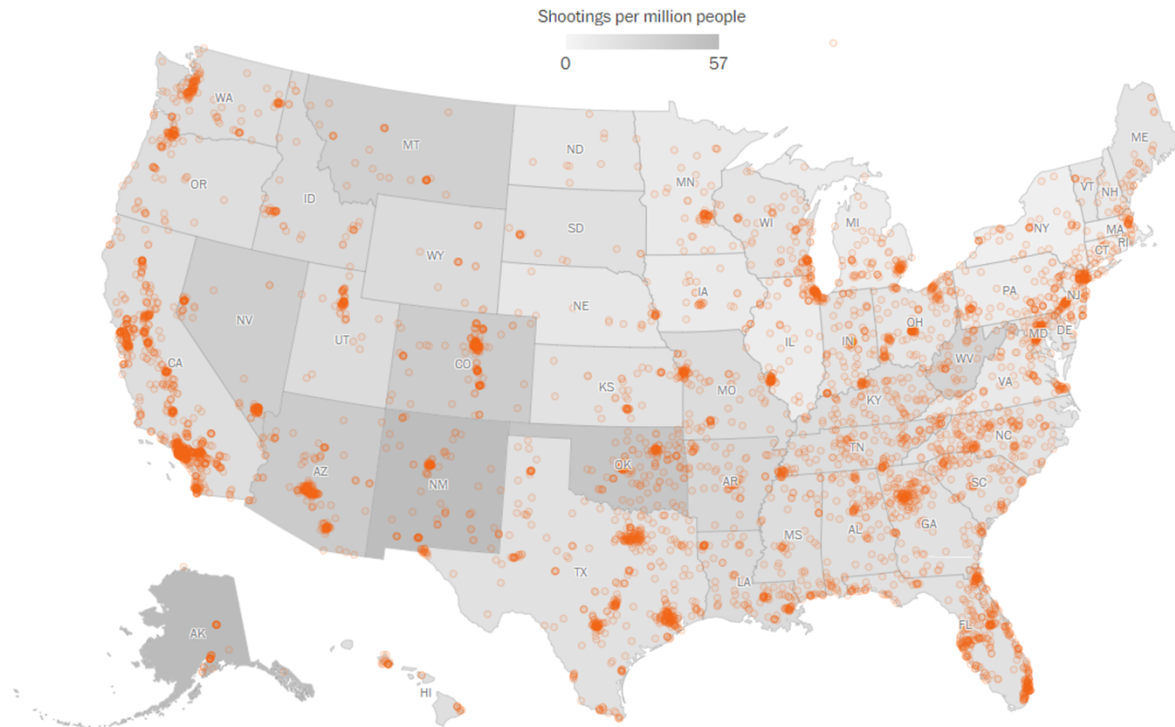 Shootings per million people
0 57
WA
MT
ND
ME
MN
VT NH
OR
ID
SD
WI
MI
NY
MA
CT RI
WY
IA
PA
NE
NJ
NV
UT
OH
IL
IN
MD DE
CO
WV
CA
KS
MO
VA
KY
NC
TN
AZ
OK
NM
AR
SC
MS
AL
GA
TX
LA
FL
AK
HI